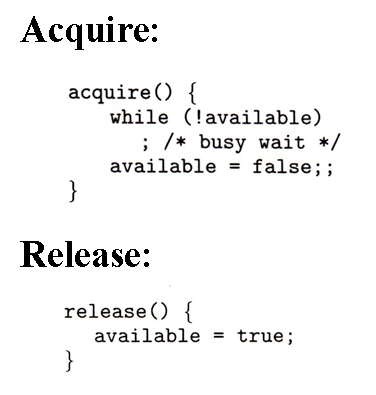 Acquire:
acquire() {
while (!available)
; /* busy wait */
available = false;;
}
Release:
release() {
available = true;
}